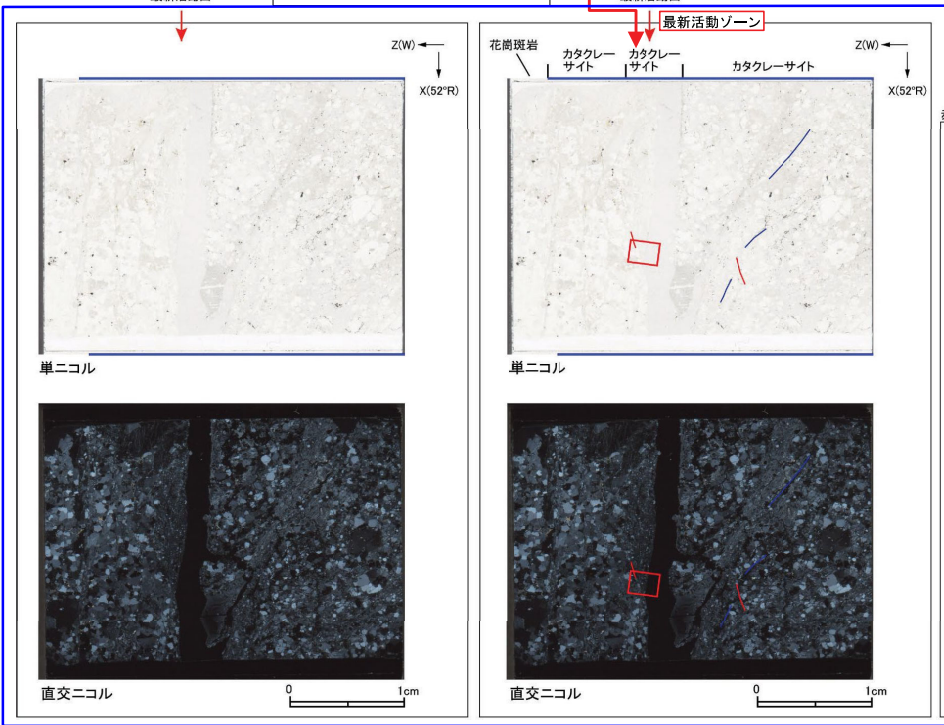 最新活動ゾーン
Z(W)
X(52°R)
単ニコル
直交ニコル
0 1cm
花崗斑岩
カタクレー
サイト
カタクレー
サイト
カタクレーサイト
Z(W)
X(52°R)
単ニコル
直交ニコル
0 1cm